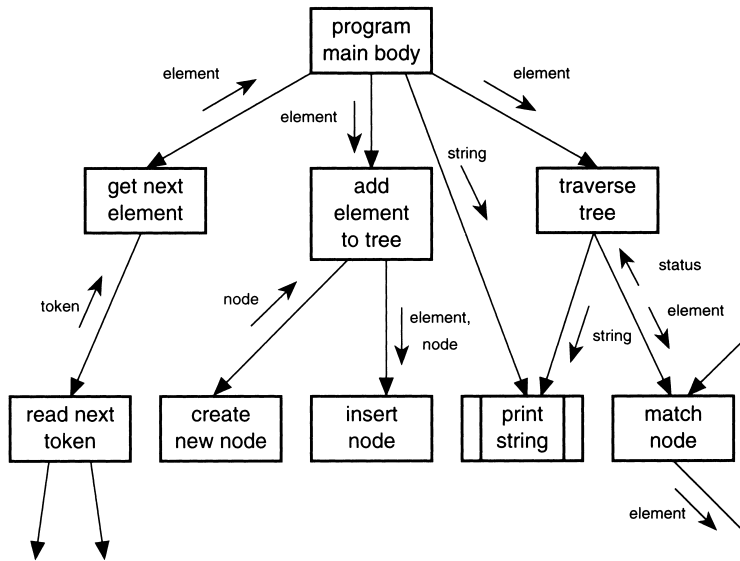 program
main body
element
element
element
string
get next
element
add
element
to tree
traverse
tree
token
node
element,
node
string
status
element
read next
token
create
new node
insert
node
print
string
match
node
element